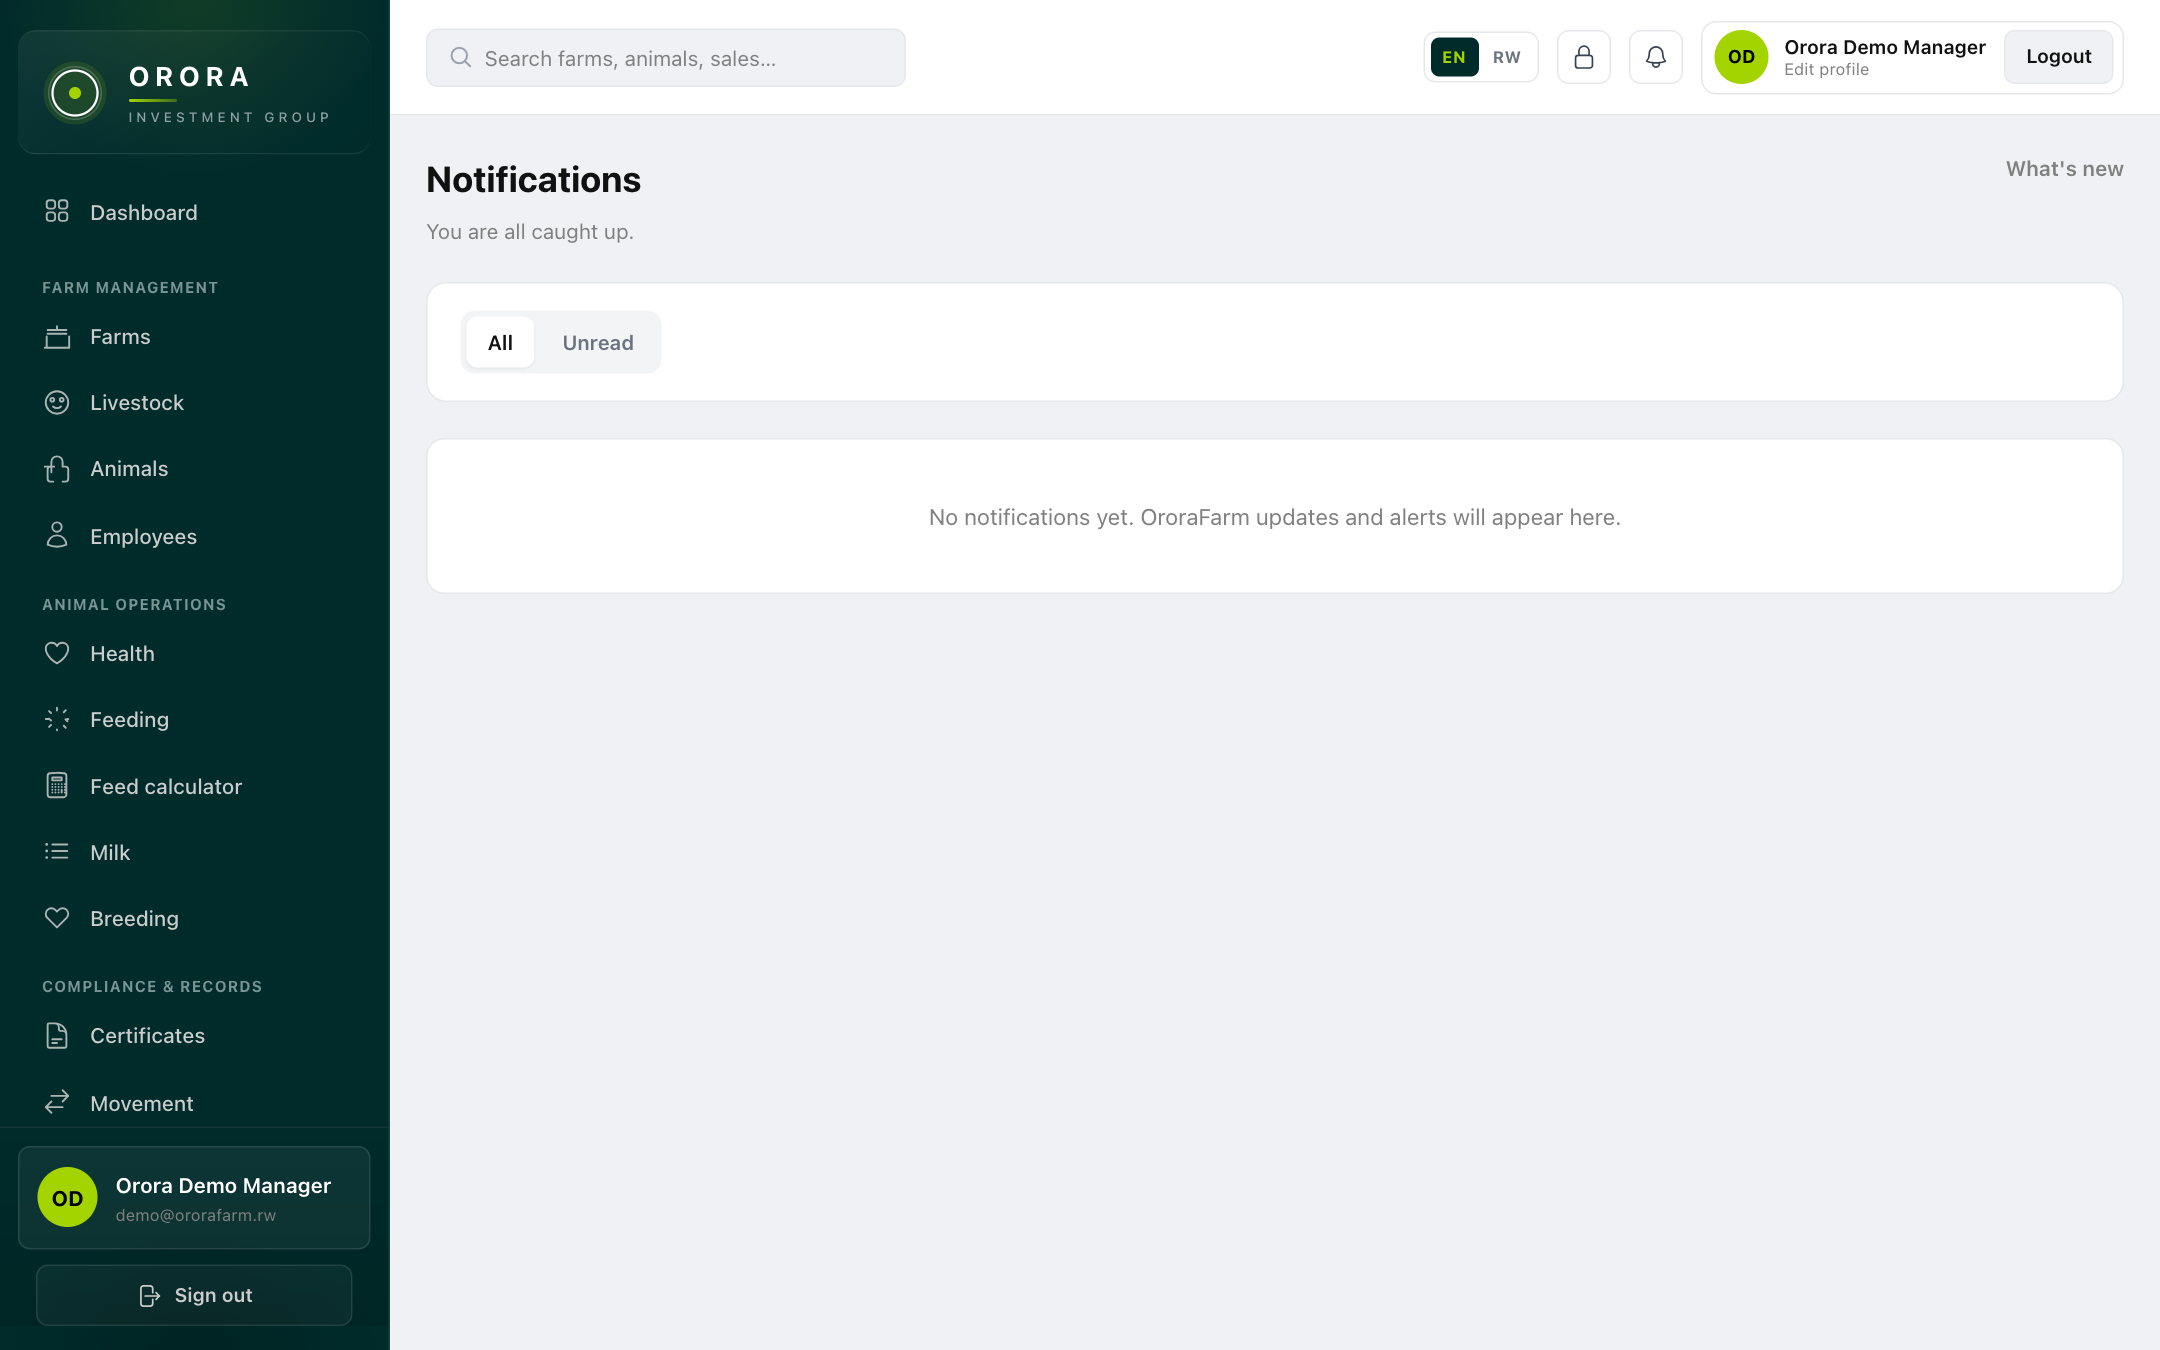 ORORA
INVESTMENT GROUP
Dashboard
FARM MANAGEMENT
Farms
Livestock
Animals
Employees
ANIMAL OPERATIONS
Health
Feeding
Feed calculator
Milk
Breeding
COMPLIANCE & RECORDS
Certificates
Movement
OD
Orora Demo Manager
demo@ororafarm.rw
Sign out
Search farms, animals, sales...
EN RW
OD
Orora Demo Manager
Edit profile
Logout
Notifications
What's new
You are all caught up.
All Unread
No notifications yet. OroraFarm updates and alerts will appear here.